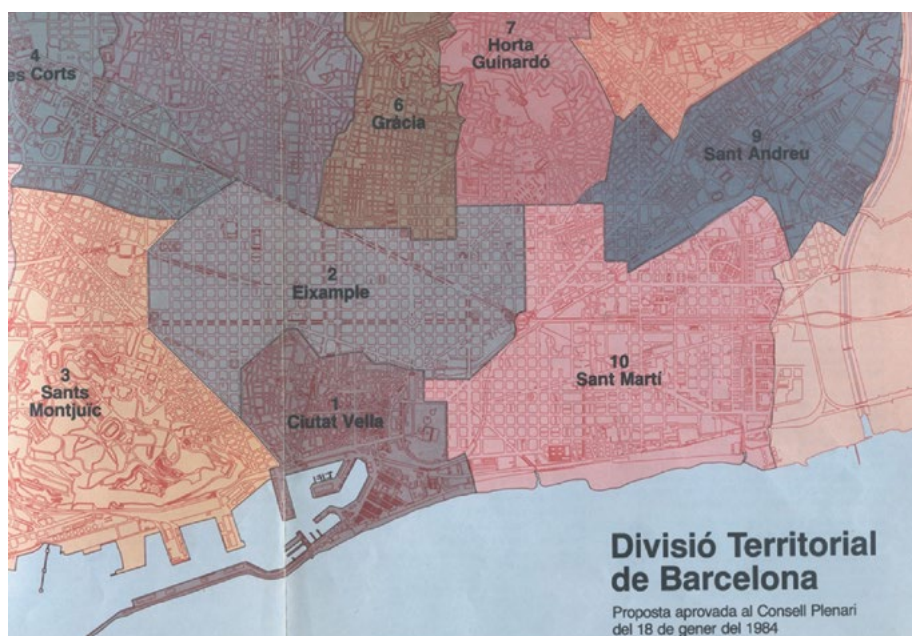 7
Horta
Guinardó
4
es Corts
6
Gràcia
9
Sant Andreu
2
Eixample
10
Sant Martí
3
Sants
Montjuïc
1
Ciutat Vella
Divisió Territorial
de Barcelona
Proposta aprovada al Consell Plenari
del 18 de gener del 1984